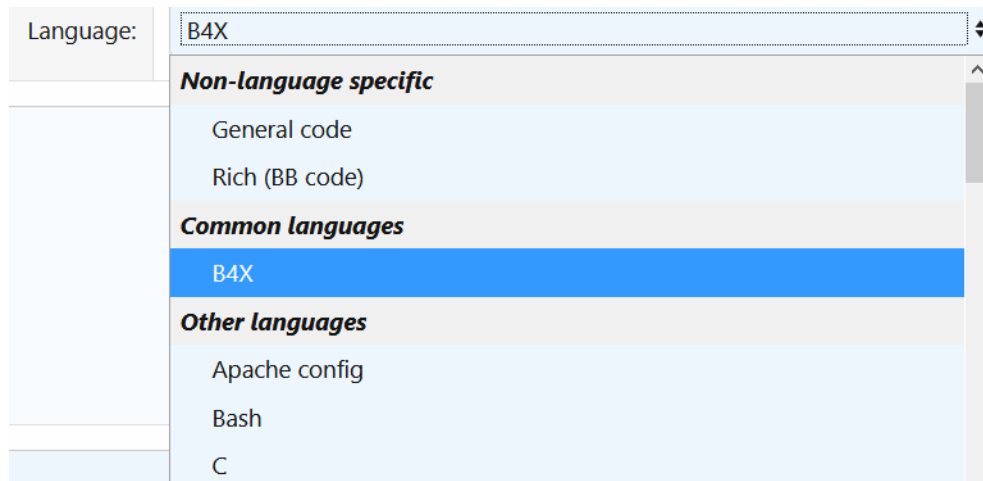 Language: B4X
Non-language specific
General code
Rich (BB code)
Common languages
B4X
Other languages
Apache config
Bash
C